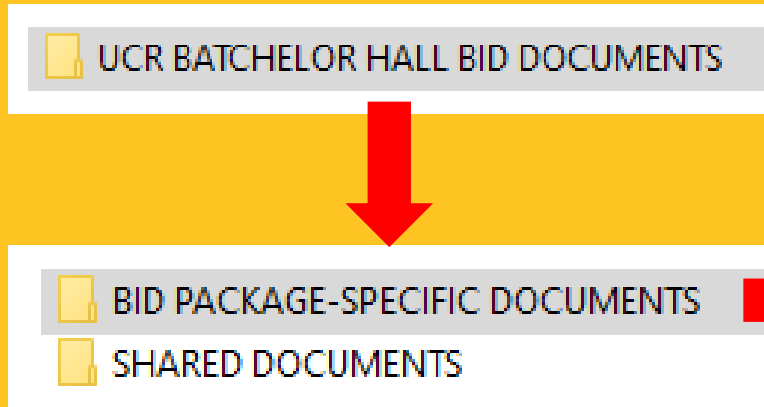 UCR BATCHELOR HALL BID DOCUMENTS
BID PACKAGE-SPECIFIC DOCUMENTS
SHARED DOCUMENTS